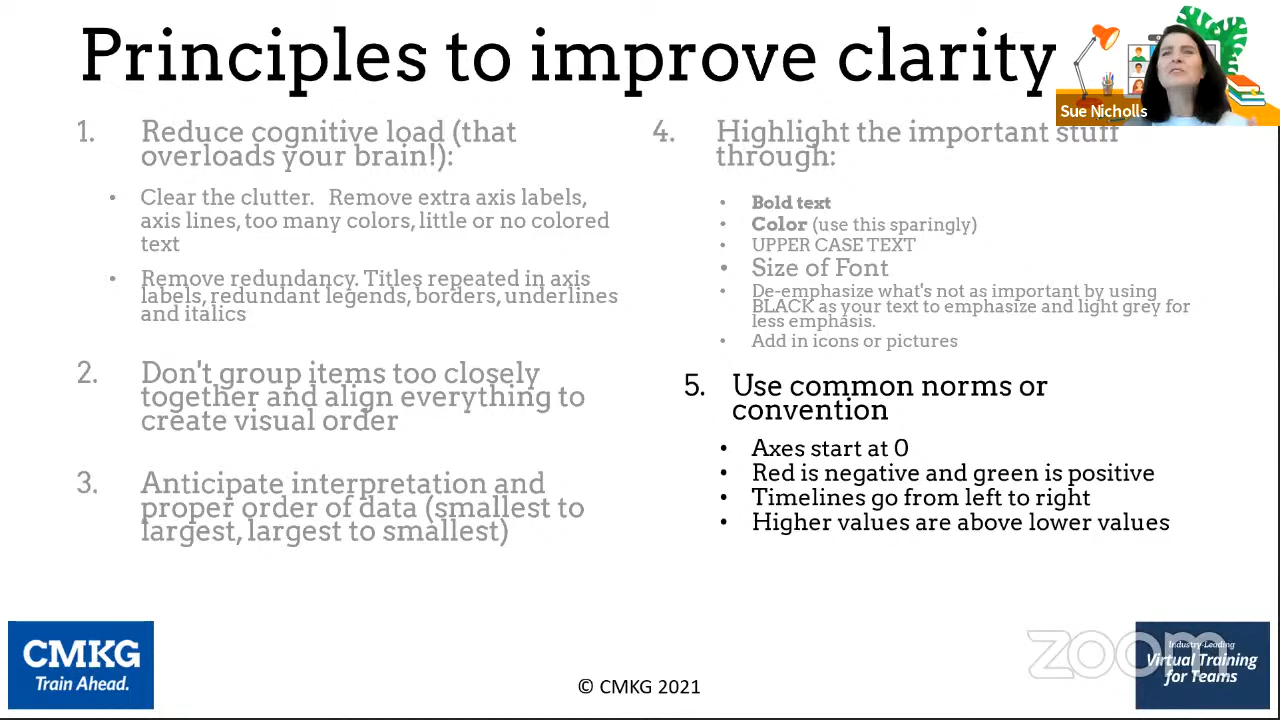 Principles to improve clarity
Sue Nicholls
1. Reduce cognitive load (that
overloads your brain!):
• Clear the clutter. Remove extra axis labels,
axis lines, too many colors, little or no colored
text
• Remove redundancy. Titles repeated in axis
labels, redundant legends, borders, underlines
and italics
2. Don't group items too closely
together and align everything to
create visual order
3. Anticipate interpretation and
proper order of data (smallest to
largest, largest to smallest)
4. Highlight the important stuff
through:
• Bold text
• Color (use this sparingly)
• UPPER CASE TEXT
• Size of Font
• De-emphasize what's not as important by using
BLACK as your text to emphasize and light grey for
less emphasis.
• Add in icons or pictures
5. Use common norms or
convention
• Axes start at 0
• Red is negative and green is positive
• Timelines go from left to right
• Higher values are above lower values
CMKG
Train Ahead.
© CMKG 2021
zoom
Industry-Leading
Virtual Training
for Teams